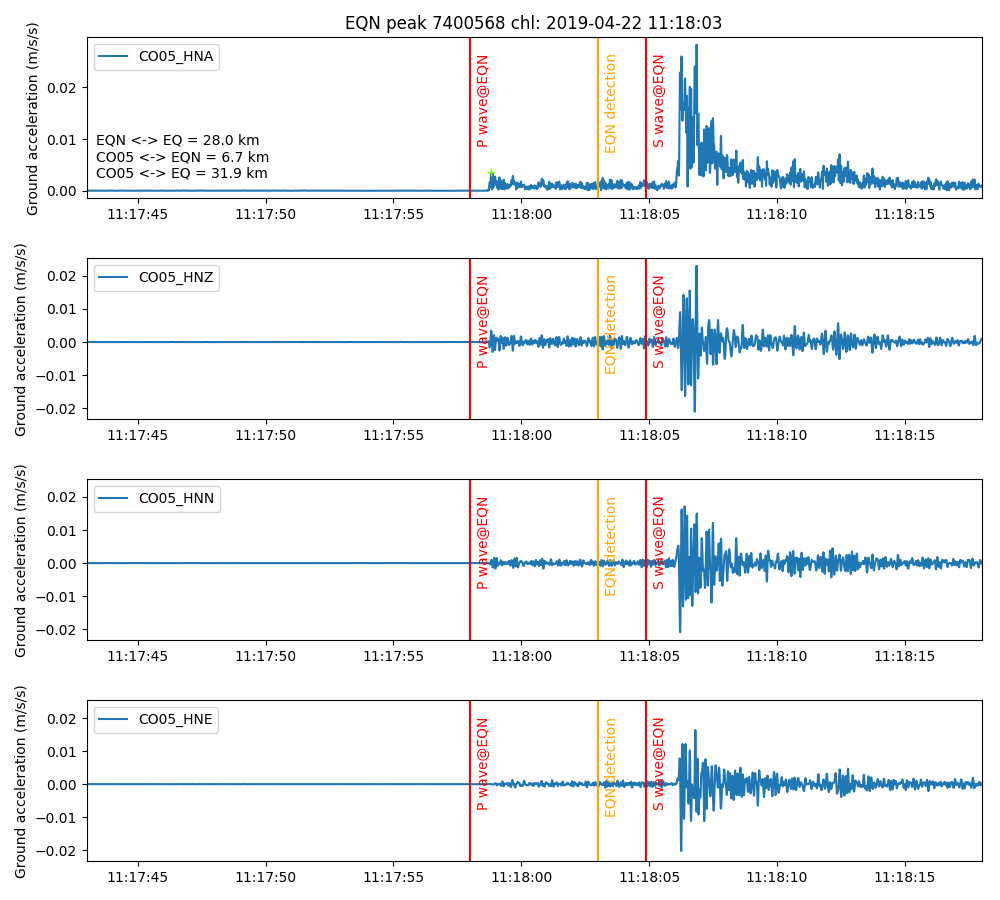 EQN peak 7400568 chl: 2019-04-22 11:18:03
Ground acceleration (m/s/s)
CO05_HNA
0.02
0.01
0.00
EQN <-> EQ = 28.0 km
CO05 <-> EQN = 6.7 km
CO05 <-> EQ = 31.9 km
P wave@EQN
EQN detection
S wave@EQN
11:17:45 11:17:50 11:17:55 11:18:00 11:18:05 11:18:10 11:18:15
Ground acceleration (m/s/s)
CO05_HNZ
0.02
0.01
0.00
−0.01
−0.02
P wave@EQN
EQN detection
S wave@EQN
11:17:45 11:17:50 11:17:55 11:18:00 11:18:05 11:18:10 11:18:15
Ground acceleration (m/s/s)
CO05_HNN
0.02
0.01
0.00
−0.01
−0.02
P wave@EQN
EQN detection
S wave@EQN
11:17:45 11:17:50 11:17:55 11:18:00 11:18:05 11:18:10 11:18:15
Ground acceleration (m/s/s)
CO05_HNE
0.02
0.01
0.00
−0.01
−0.02
P wave@EQN
EQN detection
S wave@EQN
11:17:45 11:17:50 11:17:55 11:18:00 11:18:05 11:18:10 11:18:15